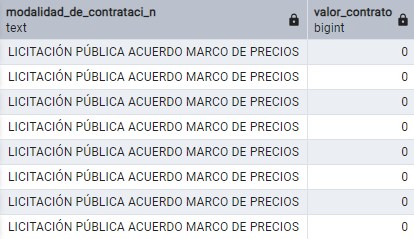 modalidad_de_contrataci_n valor_contrato
text bigint
LICITACIÓN PÚBLICA ACUERDO MARCO DE PRECIOS 0
LICITACIÓN PÚBLICA ACUERDO MARCO DE PRECIOS 0
LICITACIÓN PÚBLICA ACUERDO MARCO DE PRECIOS 0
LICITACIÓN PÚBLICA ACUERDO MARCO DE PRECIOS 0
LICITACIÓN PÚBLICA ACUERDO MARCO DE PRECIOS 0
LICITACIÓN PÚBLICA ACUERDO MARCO DE PRECIOS 0
LICITACIÓN PÚBLICA ACUERDO MARCO DE PRECIOS 0
LICITACIÓN PÚBLICA ACUERDO MARCO DE PRECIOS 0